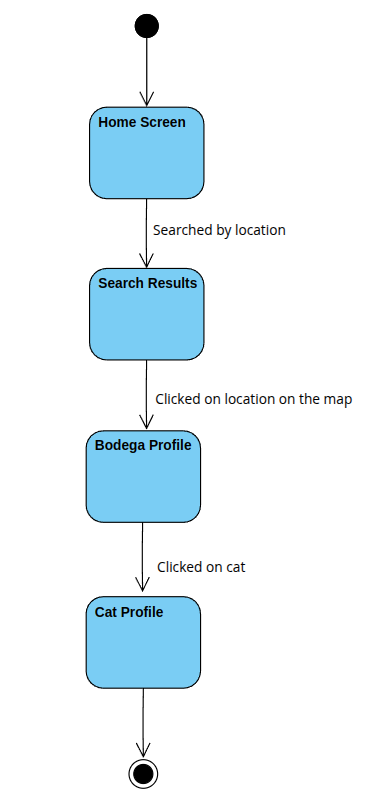 Home Screen
Searched by location
Search Results
Clicked on location on the map
Bodega Profile
Clicked on cat
Cat Profile